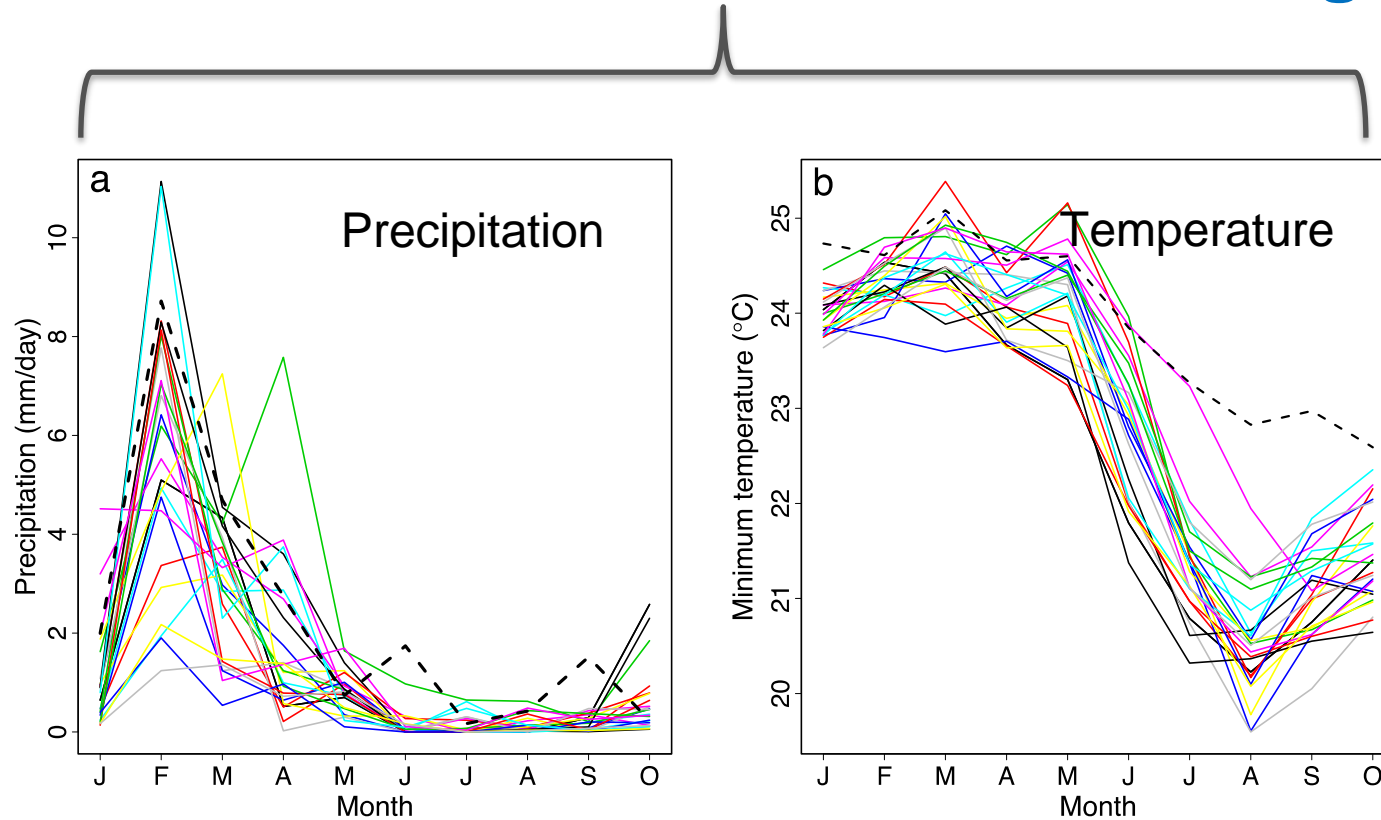 a
Precipitation
Precipitation (mm/day)
0
2
4
6
8
10
J F M A M J J A S O
Month
b
Temperature
Minimum temperature (°C)
20
21
22
23
24
25
J F M A M J J A S O
Month